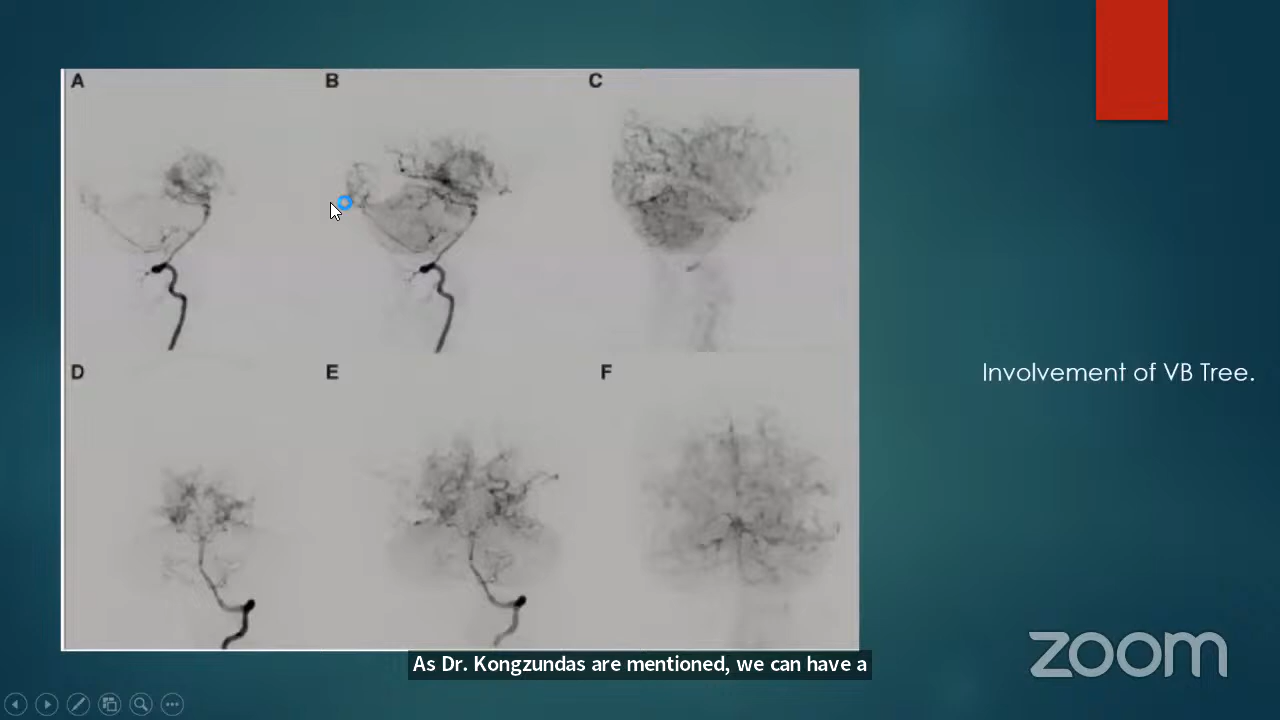 A
B
C
D
E
F
Involvement of VB Tree.
As Dr. Kongzundas are mentioned, we can have a
zoom